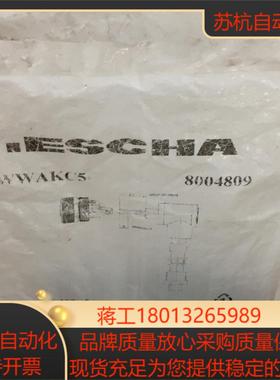 苏杭自动
.ESCHA
WWAKC5
8004809
蒋工18013265989
自动化 品牌质量放心采购质量保
开票 现货充足为您提供稳定的